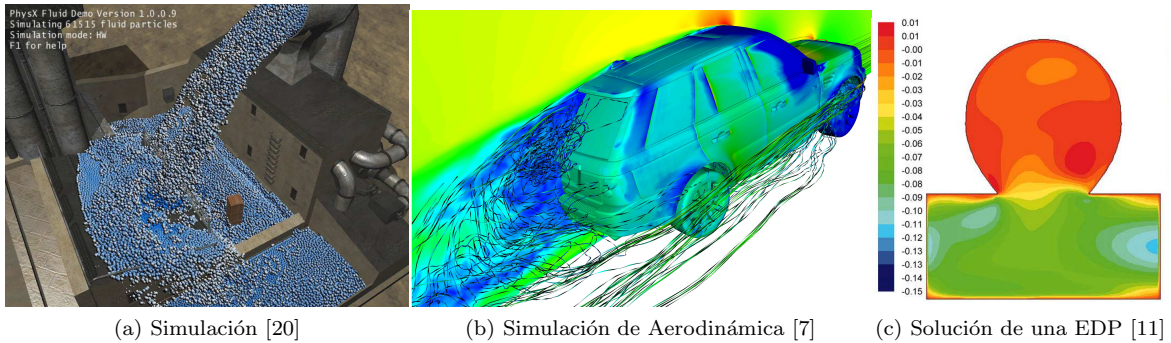 PhysX Fluid Demo Version 1.0.0.9
Simulating 61515 fluid particles
Simulation mode: HW
F1 for help
0.01
-0.00
-0.00
-0.01
-0.02
-0.03
-0.04
-0.05
-0.06
-0.06
-0.07
-0.08
-0.09
-0.10
-0.11
-0.12
-0.13
-0.14
-0.15
(a) Simulación [20]
(b) Simulación de Aerodinámica [7]
(c) Solución de una EDP [11]